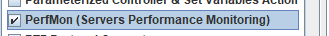 Parameterized Controller & Set Variables Action
PerfMon (Servers Performance Monitoring)